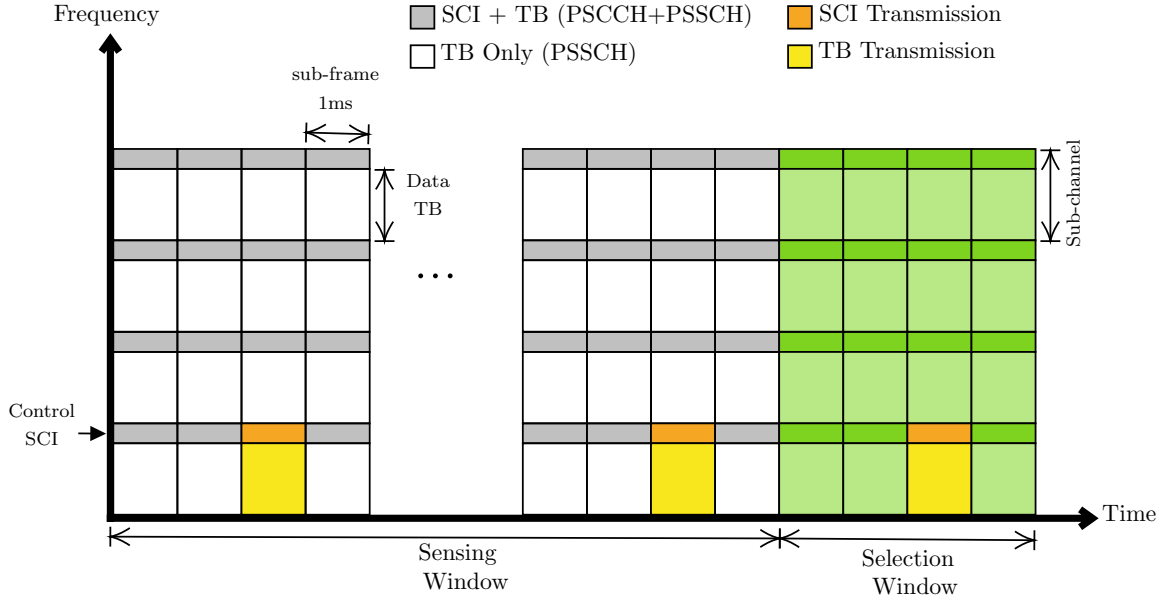 Frequency
SCI + TB (PSCCH+PSSCH)
SCI Transmission
TB Only (PSSCH)
TB Transmission
sub-frame
1ms
Data
TB
Sub-channel
...
Control
SCI
Time
Sensing
Window
Selection
Window